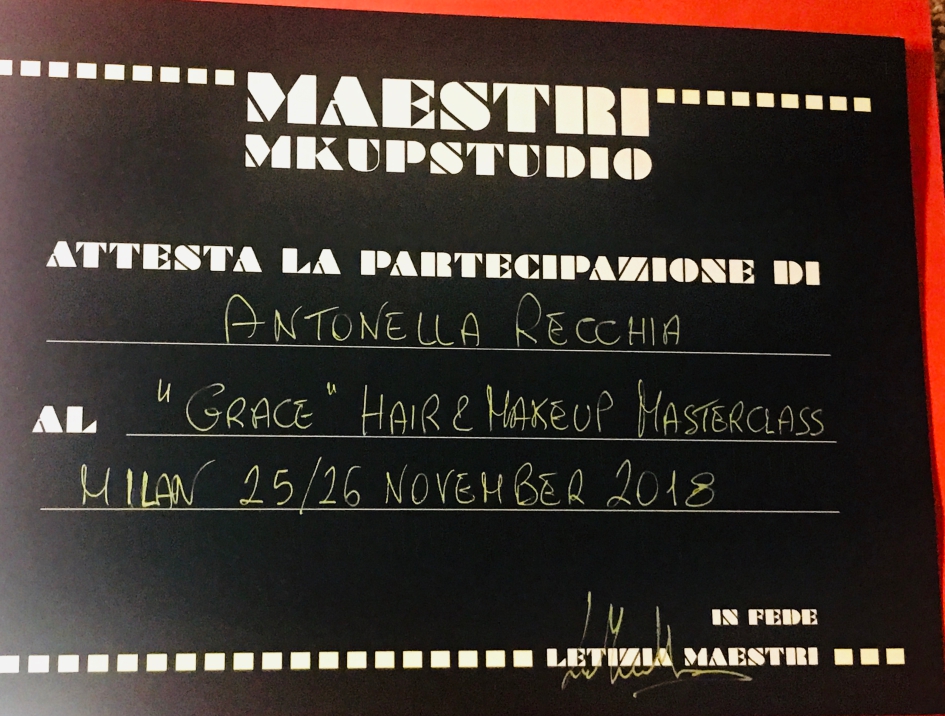 MAESTRI
MKUPSTUDIO
ATTESTA LA PARTECIPAZIONE DI
ANTONELLA RECCHIA
AL "GRACE" HAIR & MAKEUP MASTERCLASS
MILAN 25/26 NOVEMBER 2018
IN FEDE
LETIZIA MAESTRI